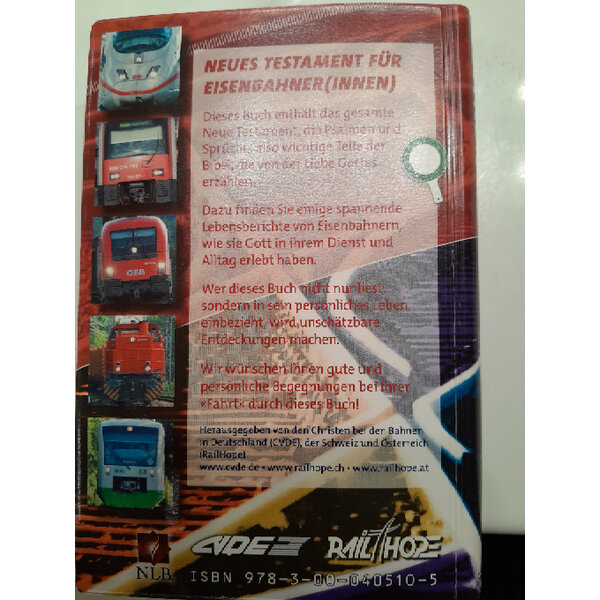 NEUES TESTAMENT FÜR
EISENBAHNER(INNEN)
Dieses Buch enthält das gesamte
Neue Testament, die Psalmen und
Sprüche, also wichtige Teile der
Bibel, die von der Liebe Gottes
erzählen.
Dazu finden Sie einige spannende
Lebensberichte von Eisenbahnern,
wie sie Gott in ihrem Dienst und
Alltag erlebt haben.
Wer dieses Buch nicht nur liest,
sondern in sein persönliches Leben
einbezieht, wird unschätzbare
Entdeckungen machen.
Wir wünschen Ihnen gute und
persönliche Begegnungen bei Ihrer
«Fahrt» durch dieses Buch!
Herausgegeben von den Christen bei den Bahnen
in Deutschland (CVDE), der Schweiz und Österreich
(RailHope)
www.cvde.de • www.railhope.ch • www.railhope.at
ÖBB
NLB
CVDE
RAILHOPE
ISBN 978-3-00-040510-5